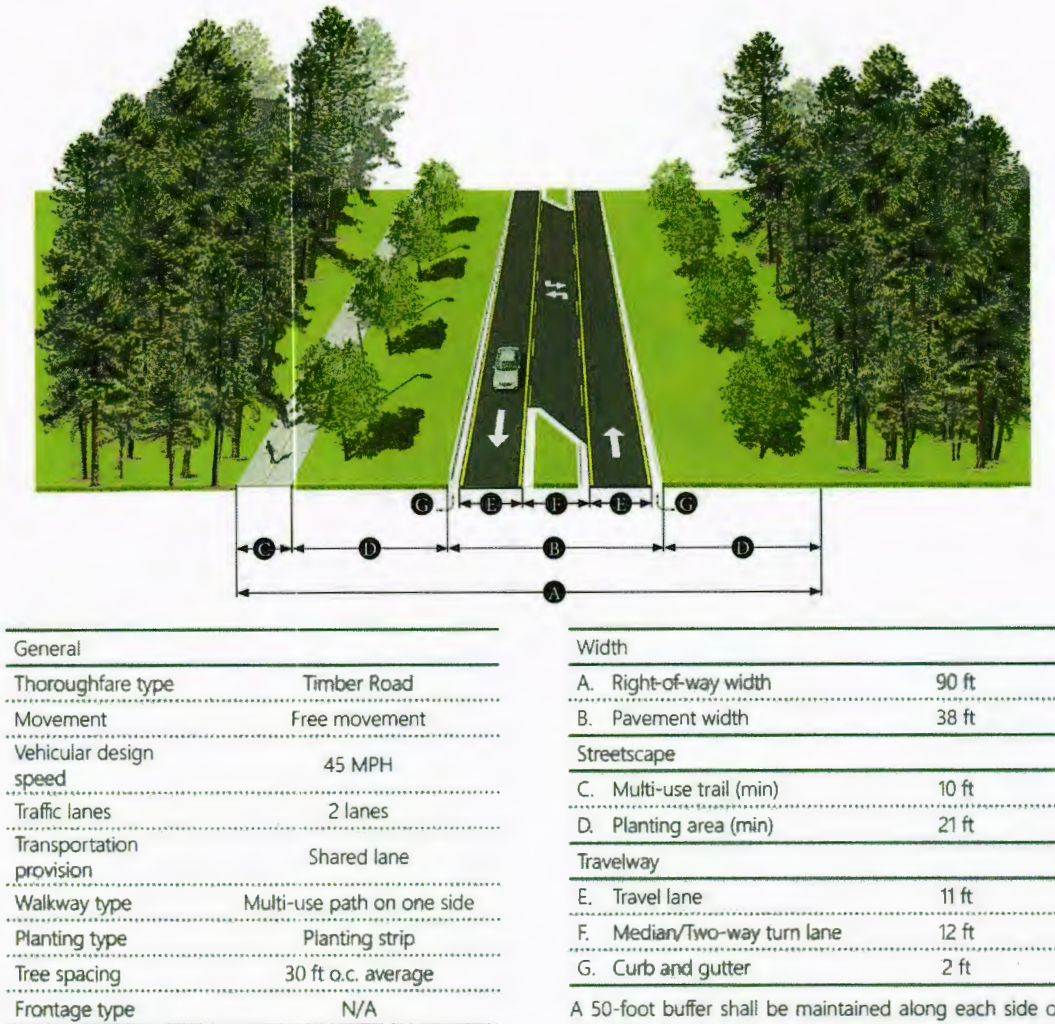 G E F E G
C D B D
A
General
Thoroughfare type Timber Road
Movement Free movement
Vehicular design
speed 45 MPH
Traffic lanes 2 lanes
Transportation
provision Shared lane
Walkway type Multi-use path on one side
Planting type Planting strip
Tree spacing 30 ft o.c. average
Frontage type N/A
Width
A. Right-of-way width 90 ft
B. Pavement width 38 ft
Streetscape
C. Multi-use trail (min) 10 ft
D. Planting area (min) 21 ft
Travelway
E. Travel lane 11 ft
F. Median/Two-way turn lane 12 ft
G. Curb and gutter 2 ft
A 50-foot buffer shall be maintained along each side o